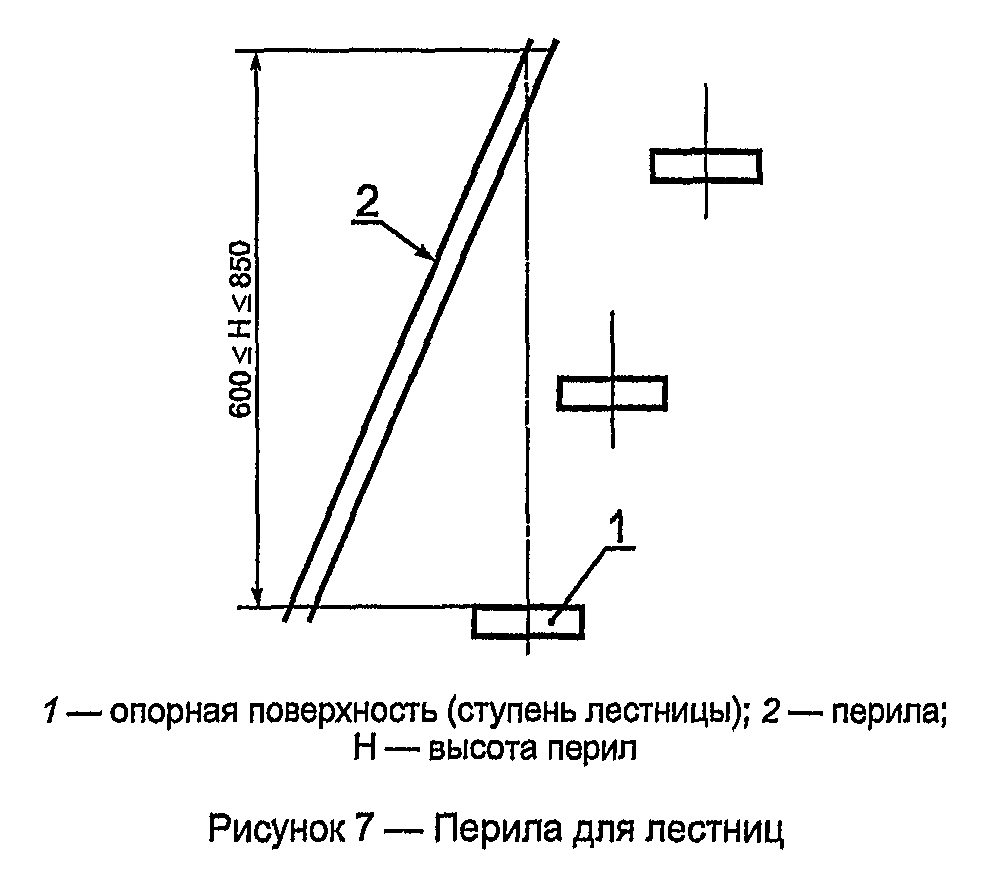 2
600 ≤ H ≤ 850
1
1 — опорная поверхность (ступень лестницы); 2 — перила;
H — высота перил
Рисунок 7 — Перила для лестниц